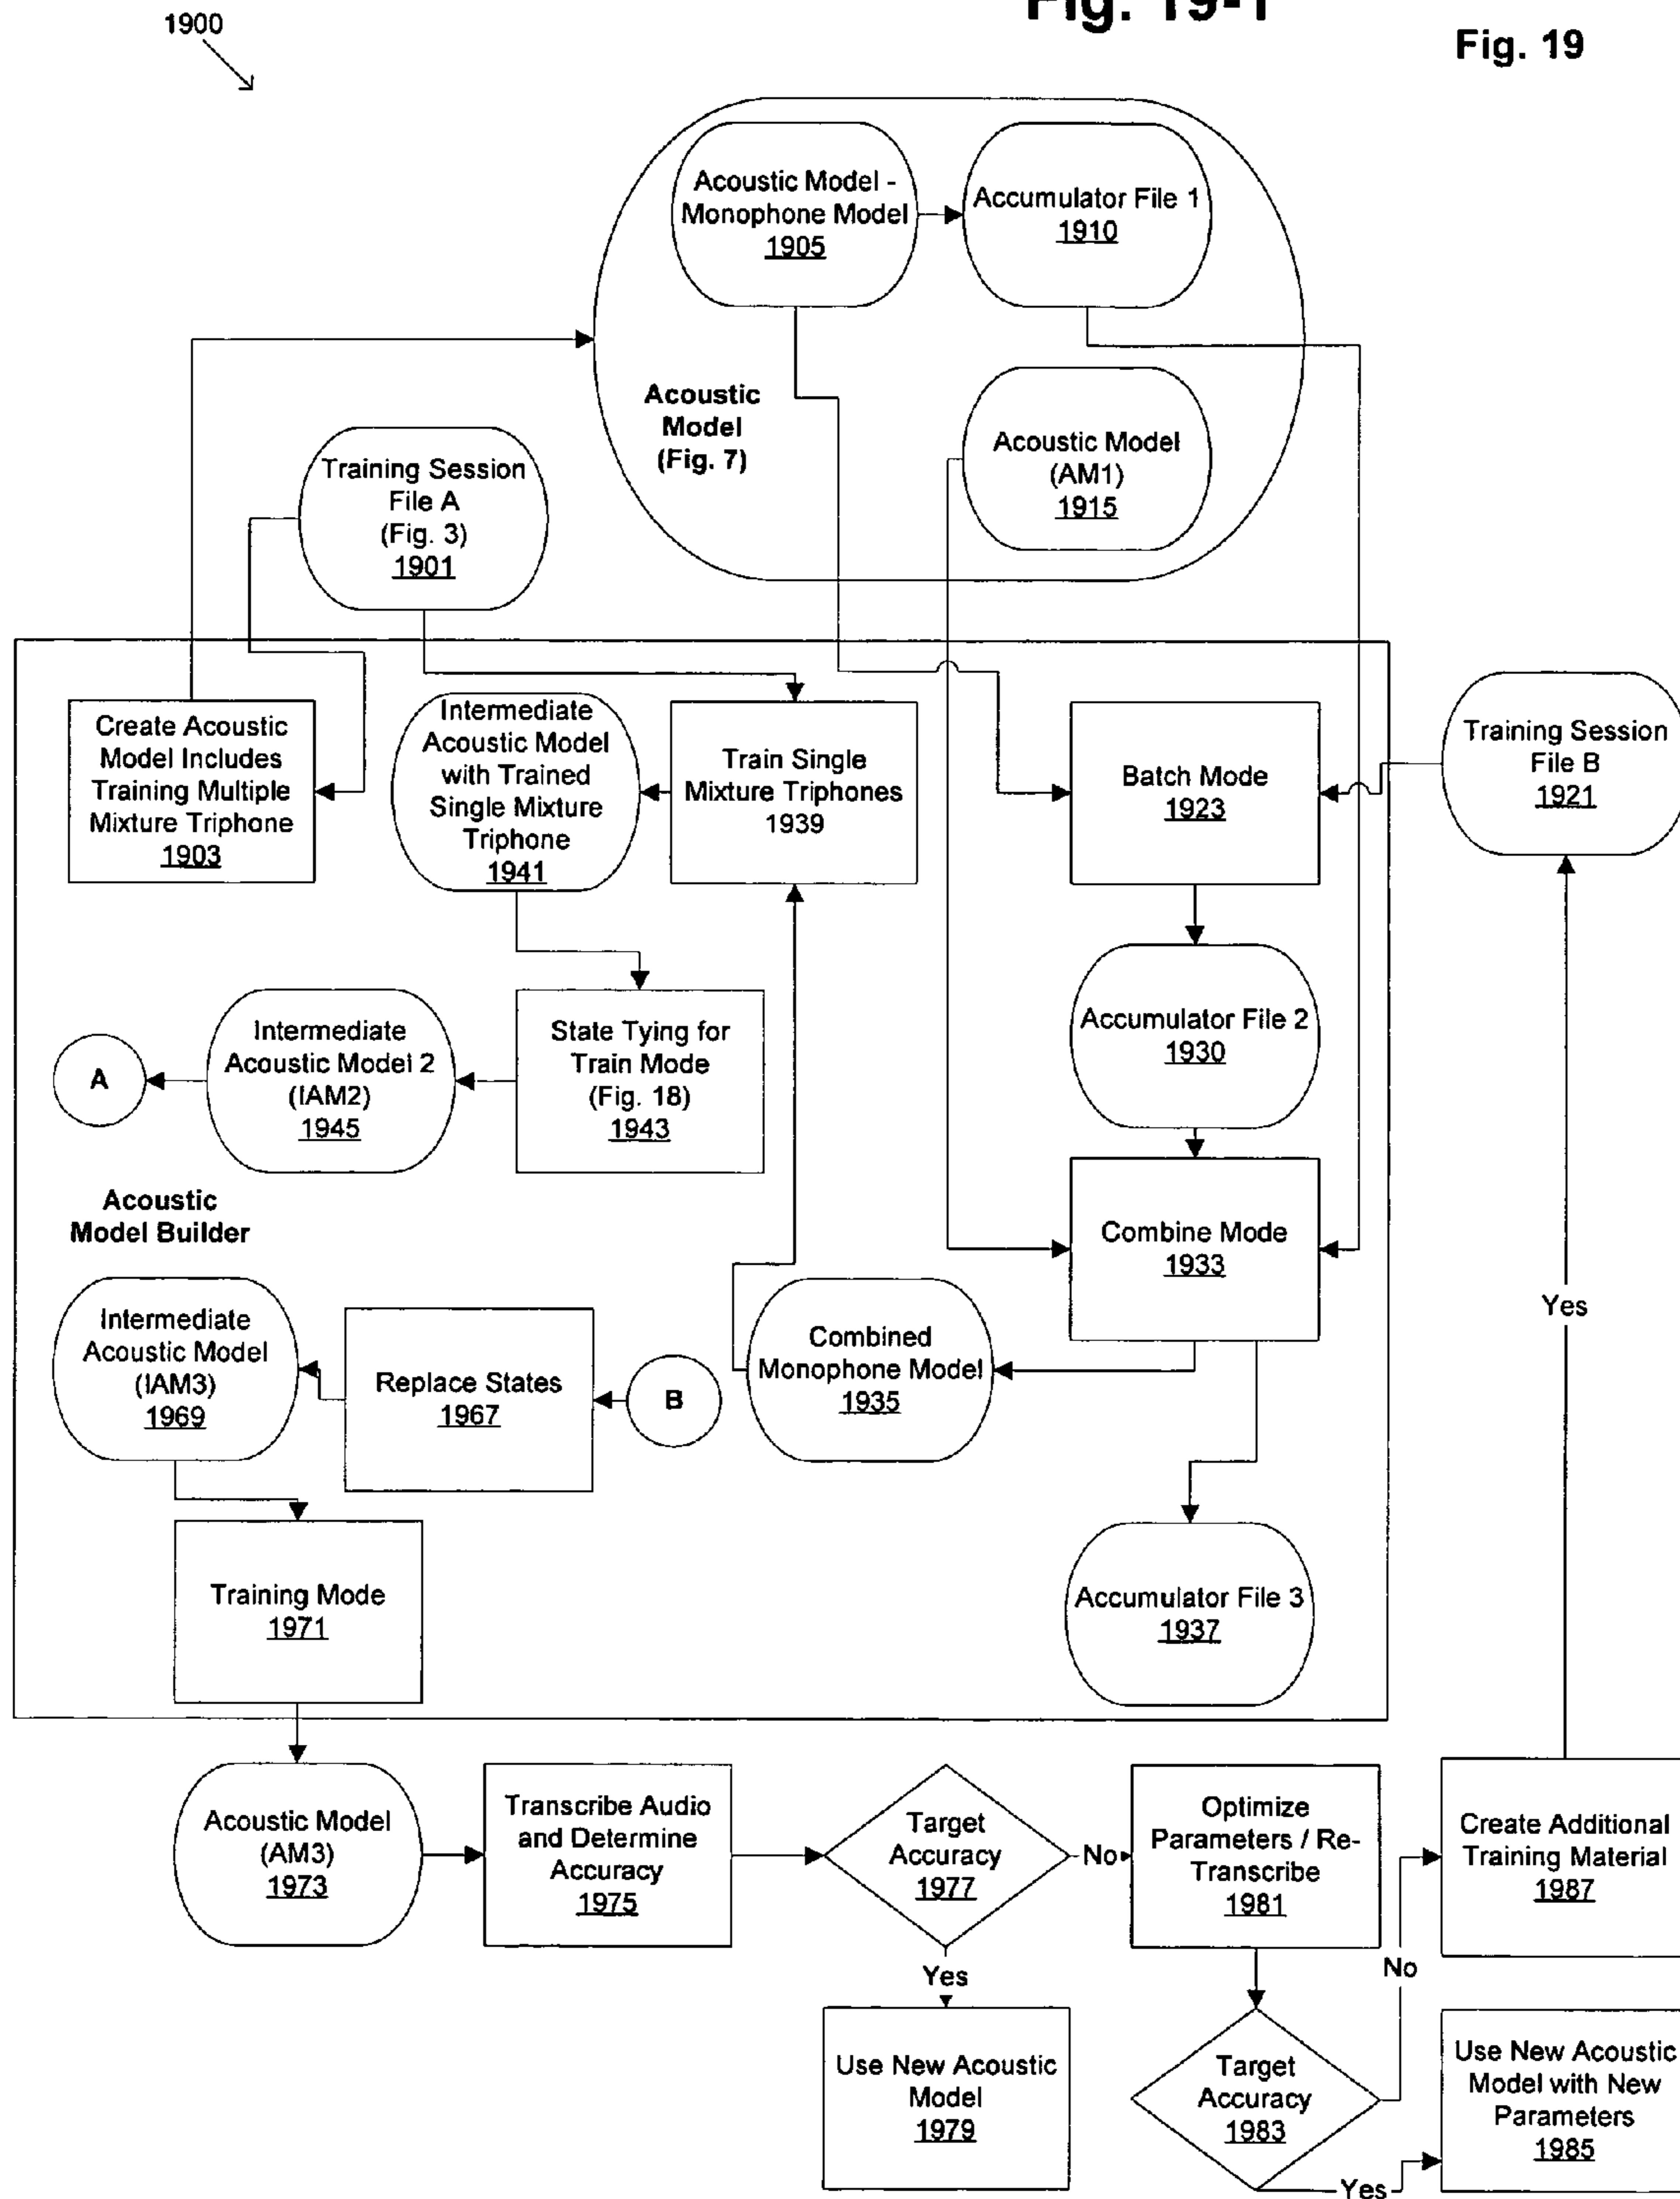 Fig. 19-1
1900
Fig. 19
Acoustic Model -
Monophone Model
1905
Accumulator File 1
1910
Acoustic
Model
(Fig. 7)
Acoustic Model
(AM1)
1915
Training Session
File A
(Fig. 3)
1901
Create Acoustic
Model Includes
Training Multiple
Mixture Triphone
1903
Intermediate
Acoustic Model
with Trained
Single Mixture
Triphone
1941
Train Single
Mixture Triphones
1939
Batch Mode
1923
Training Session
File B
1921
A
Intermediate
Acoustic Model 2
(IAM2)
1945
State Tying for
Train Mode
(Fig. 18)
1943
Accumulator File 2
1930
Acoustic
Model Builder
Combine Mode
1933
Intermediate
Acoustic Model
(IAM3)
1969
Replace States
1967
B
Combined
Monophone Model
1935
Yes
Training Mode
1971
Accumulator File 3
1937
Acoustic Model
(AM3)
1973
Transcribe Audio
and Determine
Accuracy
1975
Target
Accuracy
1977
No
Optimize
Parameters / Re-
Transcribe
1981
Create Additional
Training Material
1987
Yes
No
Use New Acoustic
Model
1979
Target
Accuracy
1983
Use New Acoustic
Model with New
Parameters
1985
Yes